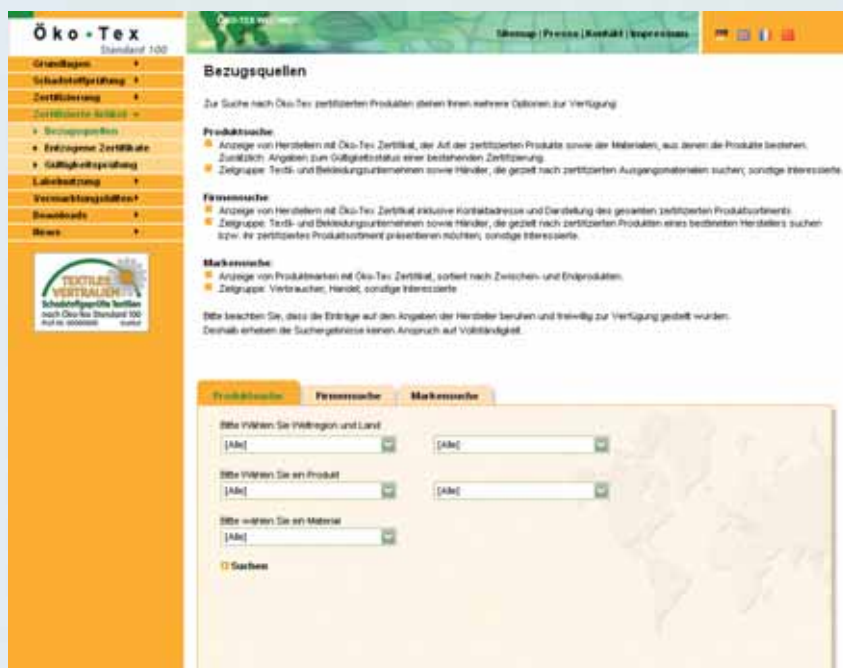 ÖKO-TEX WELTWEIT
Öko-Tex
Standard 100
Sitemap | Presse | Kontakt | Impressum
Grundlagen
Schadstoffprüfung
Zertifizierung
Zertifizierte Artikel
Bezugsquellen
Entzogene Zertifikate
Gültigkeitsprüfung
Labelnutzung
Vermarktungshilfen
Downloads
News
TEXTILES
VERTRAUEN
Schadstoffgeprüfte Textilien
nach Öko-Tex Standard 100
Prüf-Nr. 00000000 Institut
Bezugsquellen
Zur Suche nach Öko-Tex zertifizierten Produkten stehen Ihnen mehrere Optionen zur Verfügung:
Produktsuche:
Anzeige von Herstellern mit Öko-Tex Zertifikat, der Art der zertifizierten Produkte sowie der Materialien, aus denen die Produkte bestehen.
Zusätzlich: Angaben zum Gültigkeitsstatus einer bestehenden Zertifizierung.
Zielgruppe: Textil- und Bekleidungsunternehmen sowie Händler, die gezielt nach zertifizierten Ausgangsmaterialien suchen; sonstige Interessierte.
Firmensuche:
Anzeige von Herstellern mit Öko-Tex Zertifikat inklusive Kontaktadresse und Darstellung des gesamten zertifizierten Produktsortiments
Zielgruppe: Textil- und Bekleidungsunternehmen sowie Händler, die gezielt nach zertifizierten Produkten eines bestimmten Herstellers suchen
bzw. ihr zertifiziertes Produktsortiment präsentieren möchten; sonstige Interessierte.
Markensuche:
Anzeige von Produktmarken mit Öko-Tex Zertifikat, sortiert nach Zwischen- und Endprodukten.
Zielgruppe: Verbraucher, Handel, sonstige Interessierte
Bitte beachten Sie, dass die Einträge auf den Angaben der Hersteller beruhen und freiwillig zur Verfügung gestellt wurden.
Deshalb erheben die Suchergebnisse keinen Anspruch auf Vollständigkeit.
Produktsuche Firmensuche Markensuche
Bitte Wählen Sie Weltregion und Land
[Alle] [Alle]
Bitte Wählen Sie ein Produkt
[Alle] [Alle]
Bitte wählen Sie ein Material
[Alle]
Suchen